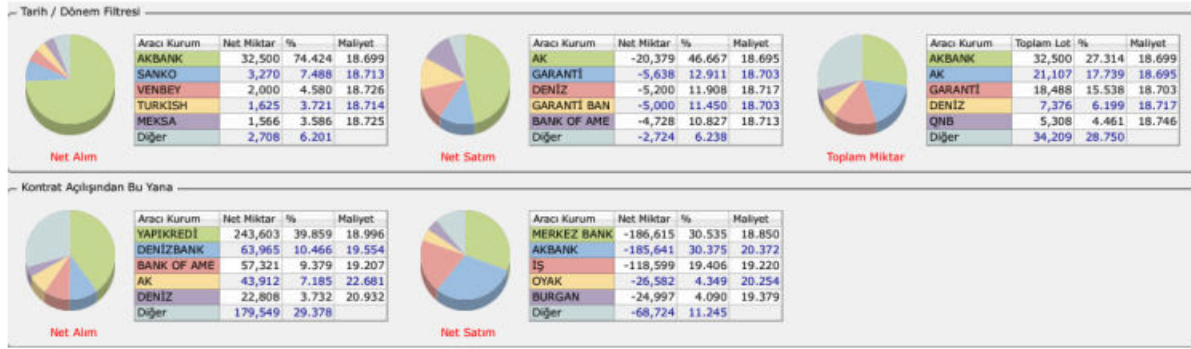 Tarih / Dönem Filtresi
Aracı Kurum Net Miktar % Maliyet
AKBANK 32,500 74.424 18.699
SANKO 3,270 7.488 18.713
VENBEY 2,000 4.580 18.726
TURKISH 1,625 3.721 18.714
MEKSA 1,566 3.586 18.725
Diğer 2,708 6.201
Net Alım
Aracı Kurum Net Miktar % Maliyet
AK -20,379 46.667 18.695
GARANTİ -5,638 12.911 18.703
DENİZ -5,200 11.908 18.717
GARANTİ BAN -5,000 11.450 18.703
BANK OF AME -4,728 10.827 18.713
Diğer -2,724 6.238
Net Satım
Aracı Kurum Toplam Lot % Maliyet
AKBANK 32,500 27.314 18.699
AK 21,107 17.739 18.695
GARANTİ 18,488 15.538 18.703
DENİZ 7,376 6.199 18.717
QNB 5,308 4.461 18.746
Diğer 34,209 28.750
Toplam Miktar
Kontrat Açılışından Bu Yana
Aracı Kurum Net Miktar % Maliyet
YAPIKREDİ 243,603 39.859 18.996
DENİZBANK 63,965 10.466 19.554
BANK OF AME 57,321 9.379 19.207
AK 43,912 7.185 22.681
DENİZ 22,808 3.732 20.932
Diğer 179,549 29.378
Net Alım
Aracı Kurum Net Miktar % Maliyet
MERKEZ BANK -186,615 30.535 18.850
AKBANK -185,641 30.375 20.372
İŞ -118,599 19.406 19.220
OYAK -26,582 4.349 20.254
BURGAN -24,997 4.090 19.379
Diğer -68,724 11.245
Net Satım